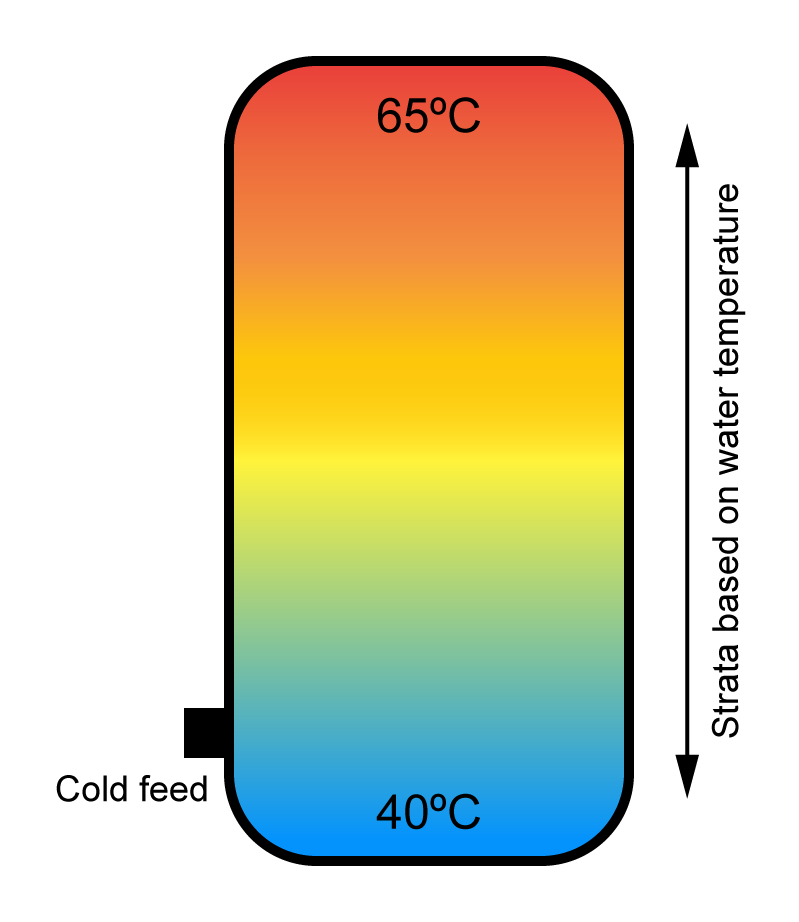 65ºC
Strata based on water temperature
Cold feed
40ºC